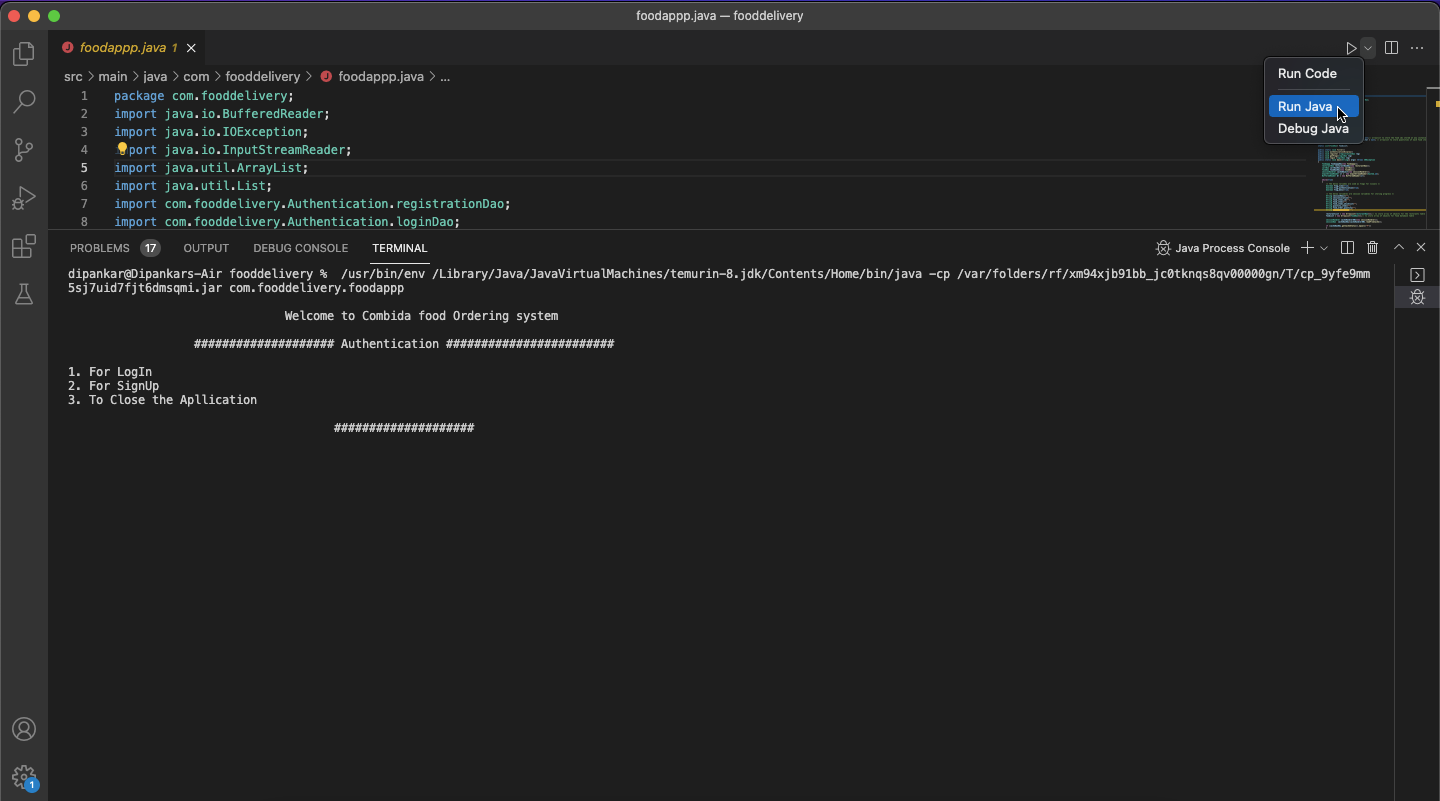 foodappp.java — fooddelivery
foodappp.java 1
src > main > java > com > fooddelivery > foodappp.java > ...
Run Code
Run Java
Debug Java
1 package com.fooddelivery;
2 import java.io.BufferedReader;
3 import java.io.IOException;
4 port java.io.InputStreamReader;
5 import java.util.ArrayList;
6 import java.util.List;
7 import com.fooddelivery.Authentication.registrationDao;
8 import com.fooddelivery.Authentication.loginDao;
PROBLEMS 17 OUTPUT DEBUG CONSOLE TERMINAL Java Process Console
dipankar@Dipankars-Air fooddelivery % /usr/bin/env /Library/Java/JavaVirtualMachines/temurin-8.jdk/Contents/Home/bin/java -cp /var/folders/rf/xm94xjb91bb_jc0tknqs8qv00000gn/T/cp_9yfe9mm
5sj7uid7fjt6dmsqmi.jar com.fooddelivery.foodappp
Welcome to Combida food Ordering system
#################### Authentication ########################
1. For LogIn
2. For SignUp
3. To Close the Apllication
####################
1